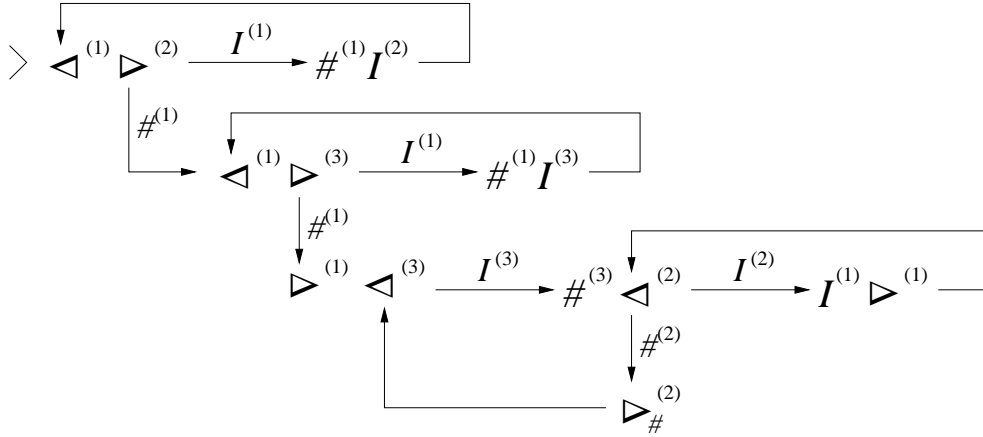 > ◁^(1) ▷^(2) I^(1) #^(1) I^(2)
#^(1)
◁^(1) ▷^(3) I^(1) #^(1) I^(3)
#^(1)
▷^(1) ◁^(3) I^(3) #^(3) ◁^(2) I^(2) I^(1) ▷^(1)
#^(2)
▷_#^(2)